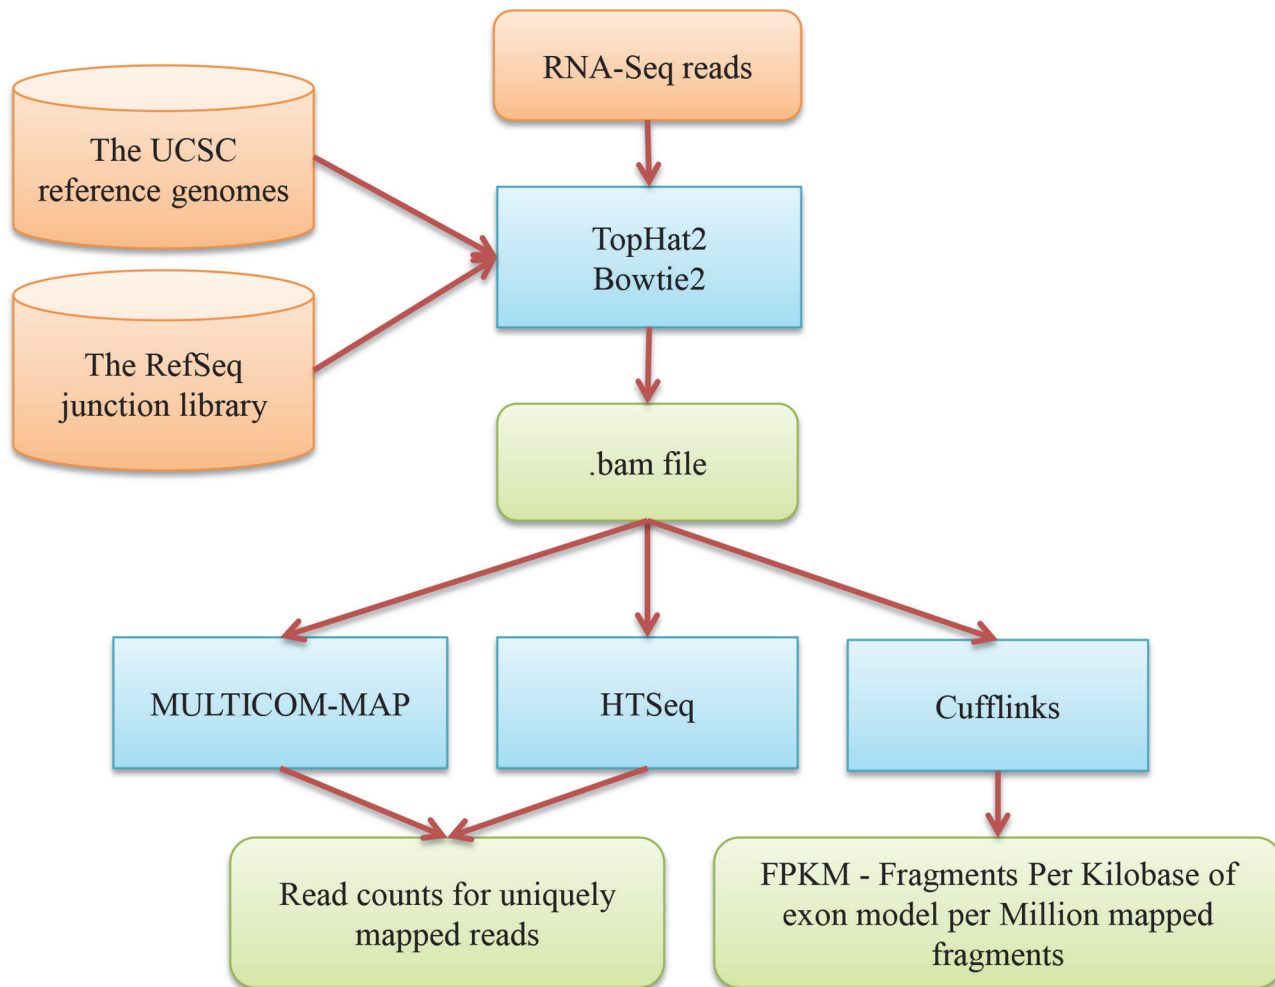 RNA-Seq reads
The UCSC
reference genomes
TopHat2
Bowtie2
The RefSeq
junction library
.bam file
MULTICOM-MAP
HTSeq
Cufflinks
Read counts for uniquely
mapped reads
FPKM - Fragments Per Kilobase of
exon model per Million mapped
fragments